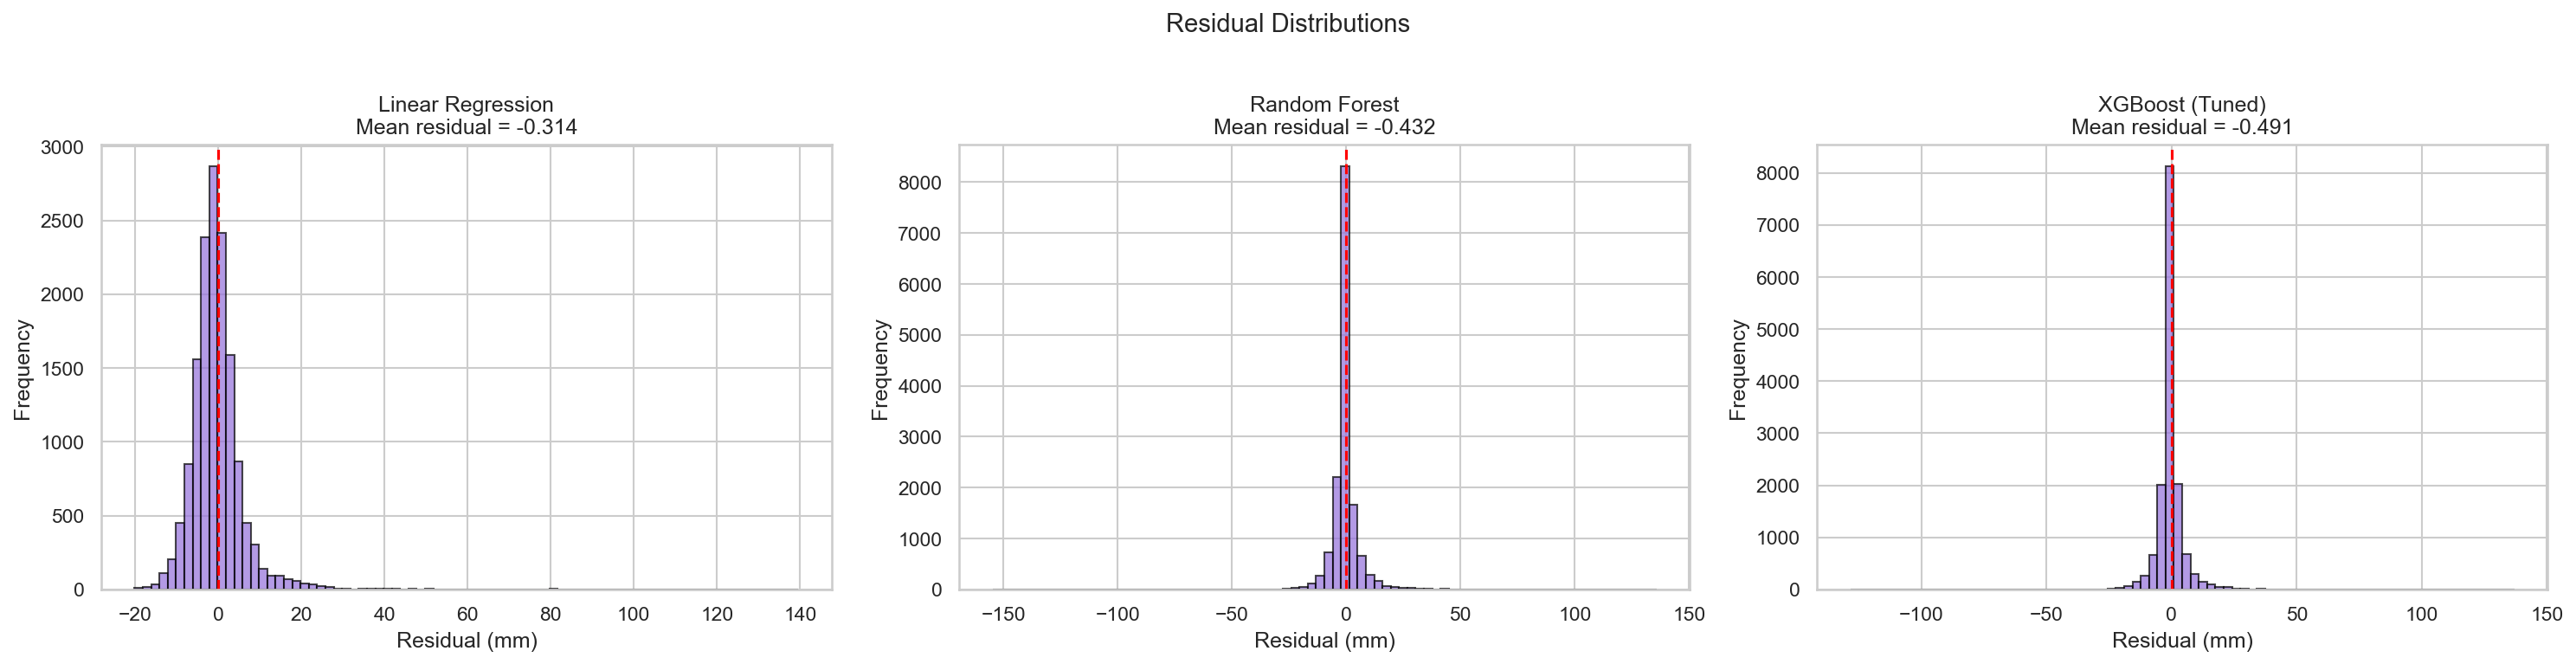 Residual Distributions
Linear Regression
Mean residual = -0.314
3000
2500
2000
1500
1000
500
0
Frequency
−20 0 20 40 60 80 100 120 140
Residual (mm)
Random Forest
Mean residual = -0.432
8000
7000
6000
5000
4000
3000
2000
1000
0
Frequency
−150 −100 −50 0 50 100 150
Residual (mm)
XGBoost (Tuned)
Mean residual = -0.491
8000
7000
6000
5000
4000
3000
2000
1000
0
Frequency
−100 −50 0 50 100 150
Residual (mm)